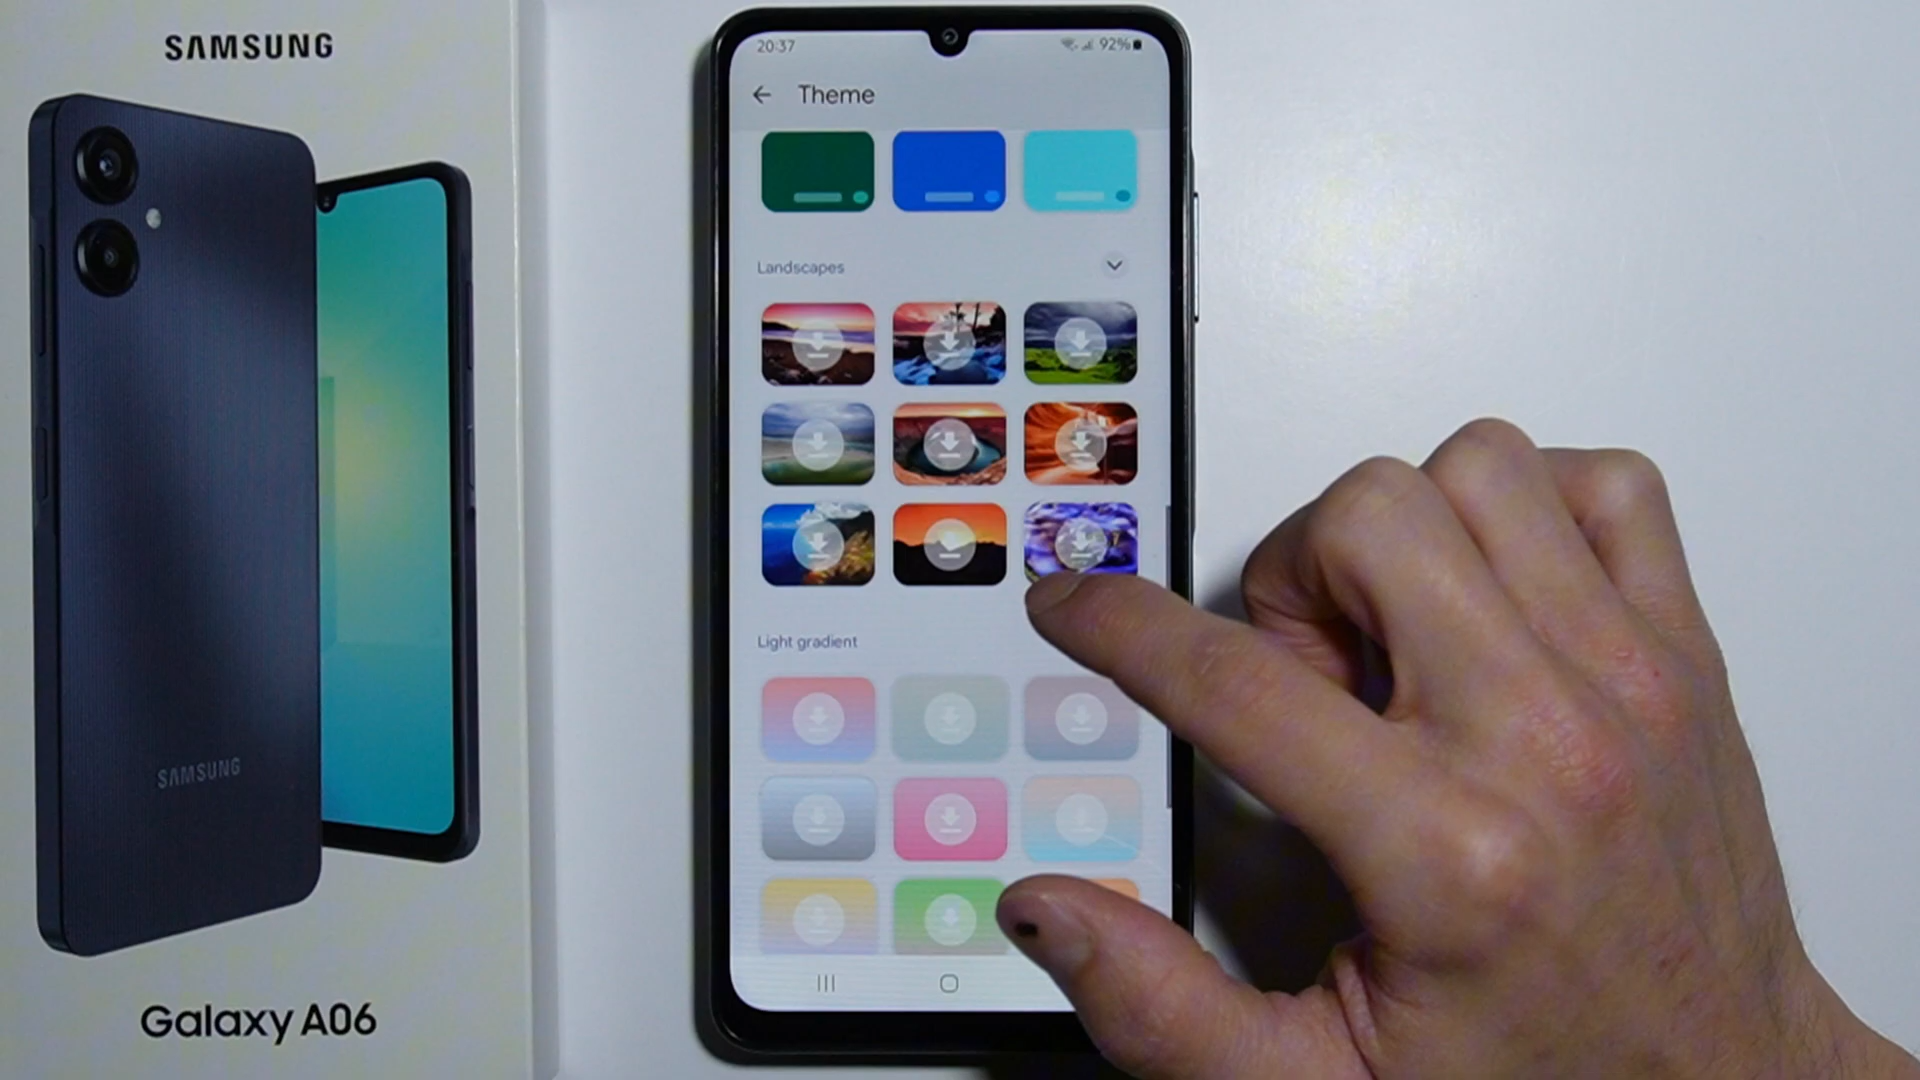 SAMSUNG
SAMSUNG
Galaxy A06
20:37
92%
Theme
Landscapes
Light gradient